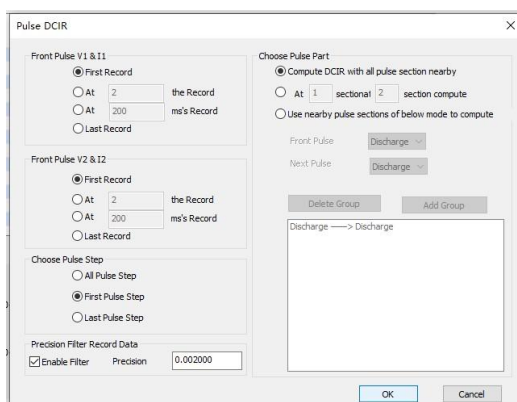 Pulse DCIR
Front Pulse V1 & I1
First Record
At 2 the Record
At 200 ms's Record
Last Record
Front Pulse V2 & I2
First Record
At 2 the Record
At 200 ms's Record
Last Record
Choose Pulse Step
All Pulse Step
First Pulse Step
Last Pulse Step
Precision Filter Record Data
Enable Filter Precision 0.002000
Choose Pulse Part
Compute DCIR with all pulse section nearby
At 1 sectionat 2 section compute
Use nearby pulse sections of below mode to compute
Front Pulse Discharge
Next Pulse Discharge
Delete Group Add Group
Discharge ——> Discharge
OK Cancel